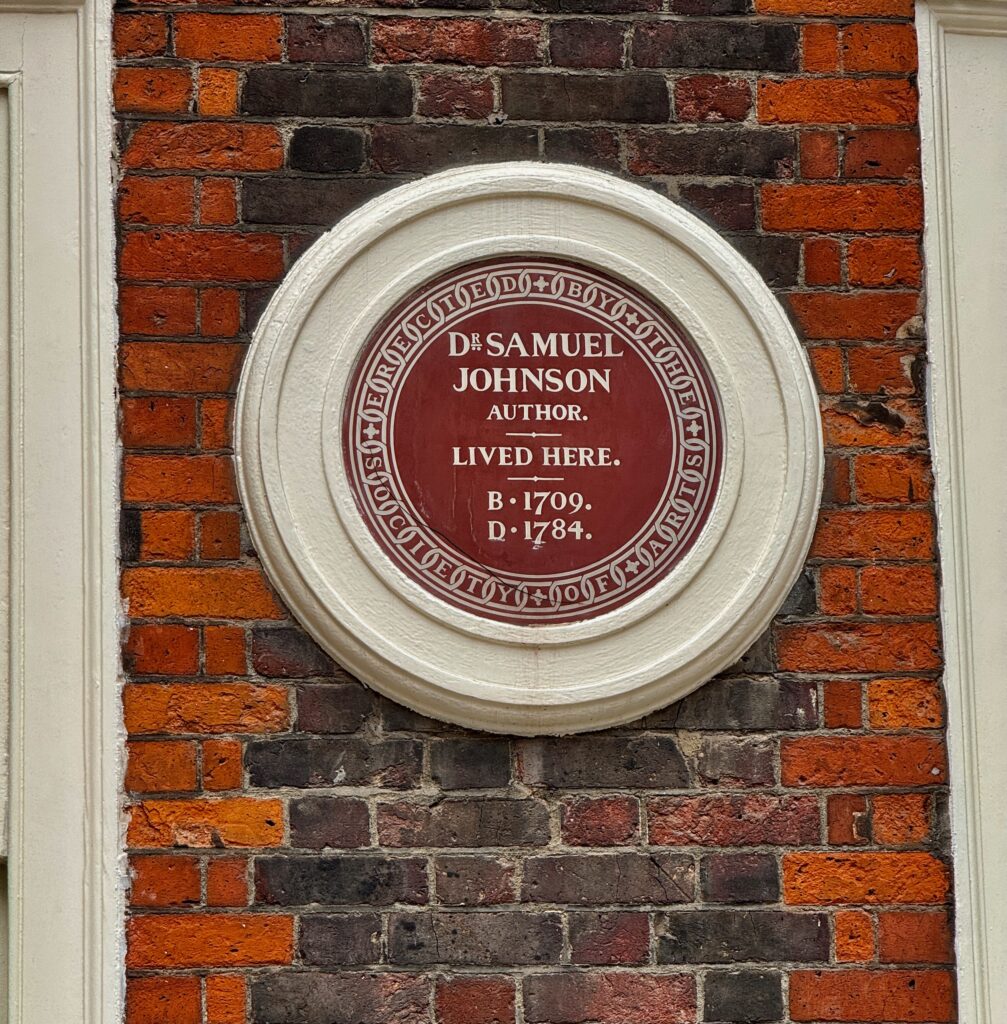 ERECTED BY THE SOCIETY OF ARTS
DR. SAMUEL
JOHNSON
AUTHOR.
LIVED HERE.
B · 1709.
D · 1784.